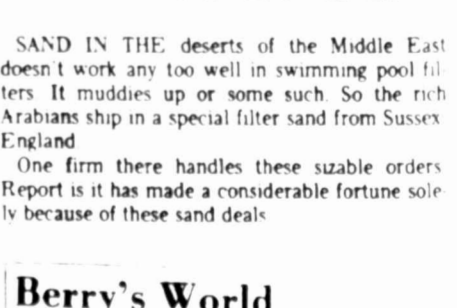 SAND IN THE deserts of the Middle East
doesn't work any too well in swimming pool fil-
ters It muddies up or some such. So the rich
Arabians ship in a special filter sand from Sussex
England
One firm there handles these sizable orders
Report is it has made a considerable fortune sole-
ly because of these sand deals
Berry's World